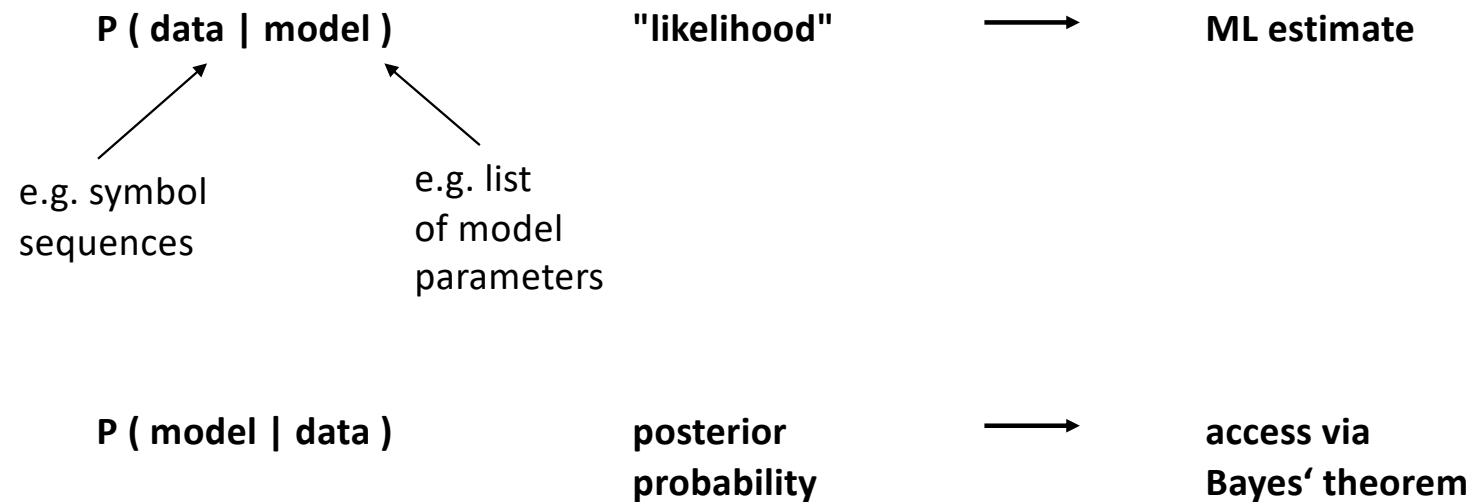 P ( data | model ) "likelihood" ML estimate
e.g. symbol
sequences
e.g. list
of model
parameters
P ( model | data ) posterior probability access via Bayes‘ theorem